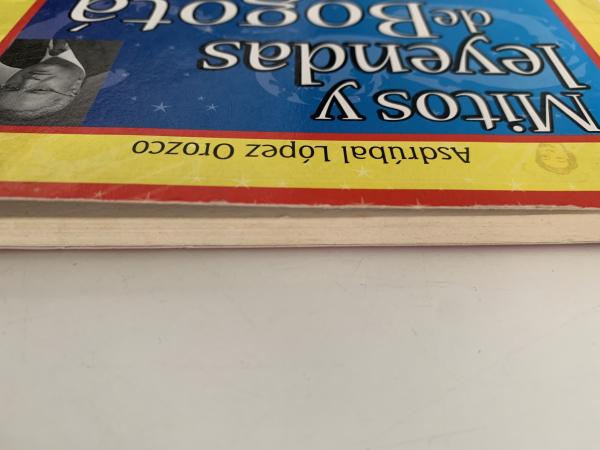 Asdrúbal López Orozco
Mitos y
leyendas
de Bogotá